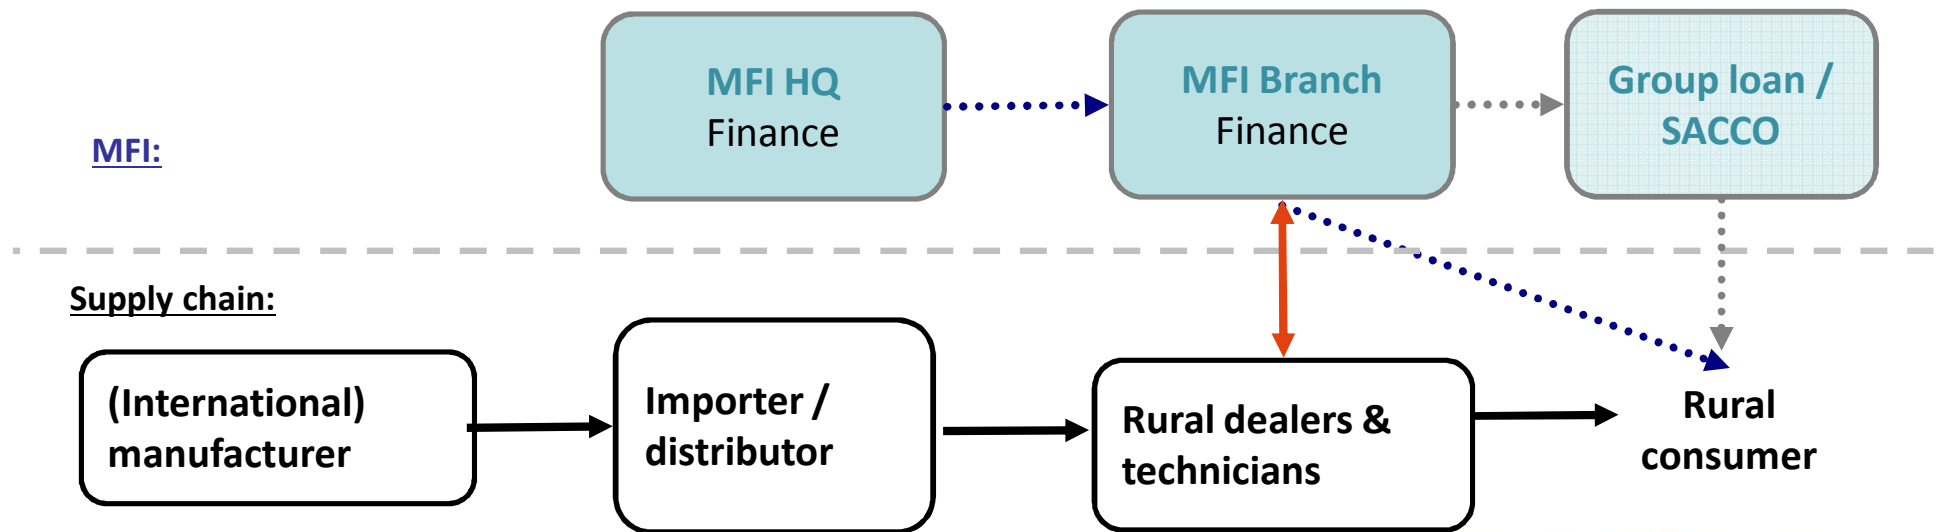 MFI HQ
Finance
MFI Branch
Finance
Group loan /
SACCO
MFI:
Supply chain:
(International)
manufacturer
Importer /
distributor
Rural dealers &
technicians
Rural
consumer